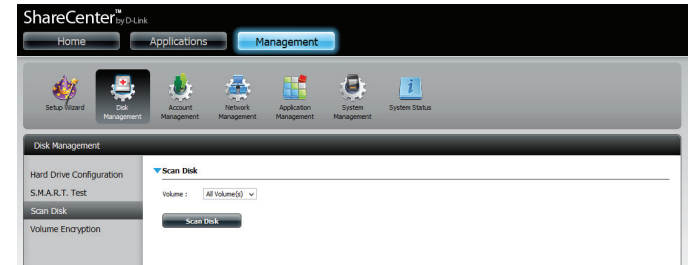 ShareCenter™ by D-Link
Home Applications Management
Setup Wizard Disk Management Account Management Network Management Application Management System Management System Status
Disk Management
Hard Drive Configuration
S.M.A.R.T. Test
Scan Disk
Volume Encryption
Scan Disk
Volume : All Volume(s)
Scan Disk